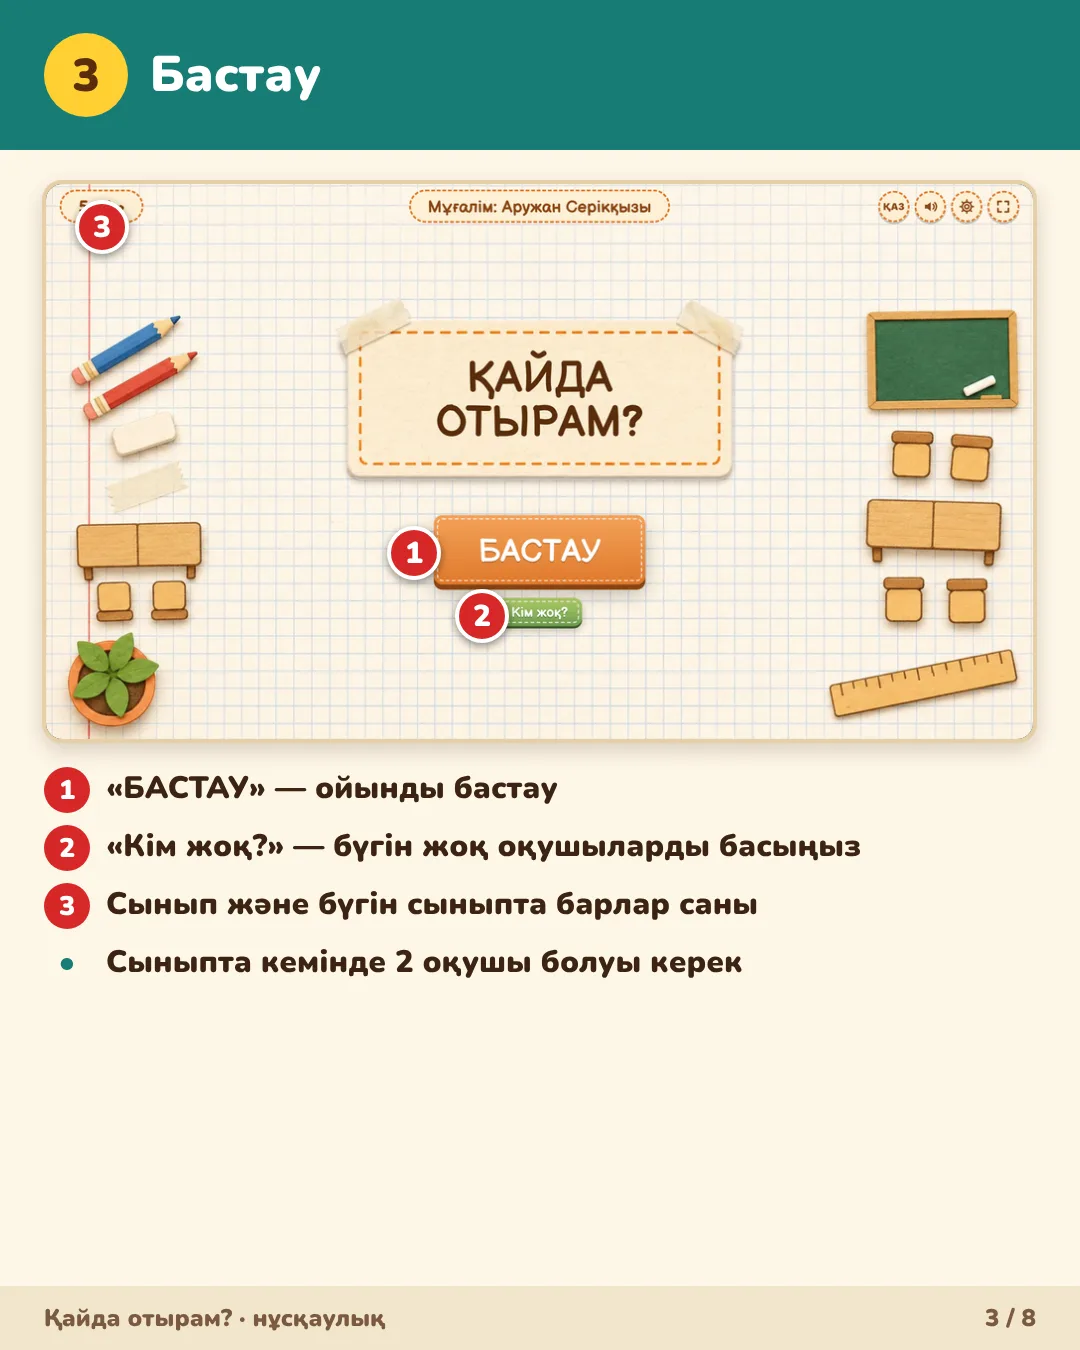 3 Бастау
Мұғалім: Аружан Серікқызы
ҚАЗ
3
ҚАЙДА
ОТЫРАМ?
1
БАСТАУ
2
Кім жоқ?
1 «БАСТАУ» — ойынды бастау
2 «Кім жоқ?» — бүгін жоқ оқушыларды басыңыз
3 Сынып және бүгін сыныпта барлар саны
• Сыныпта кемінде 2 оқушы болуы керек
Қайда отырам? · нұсқаулық
3 / 8